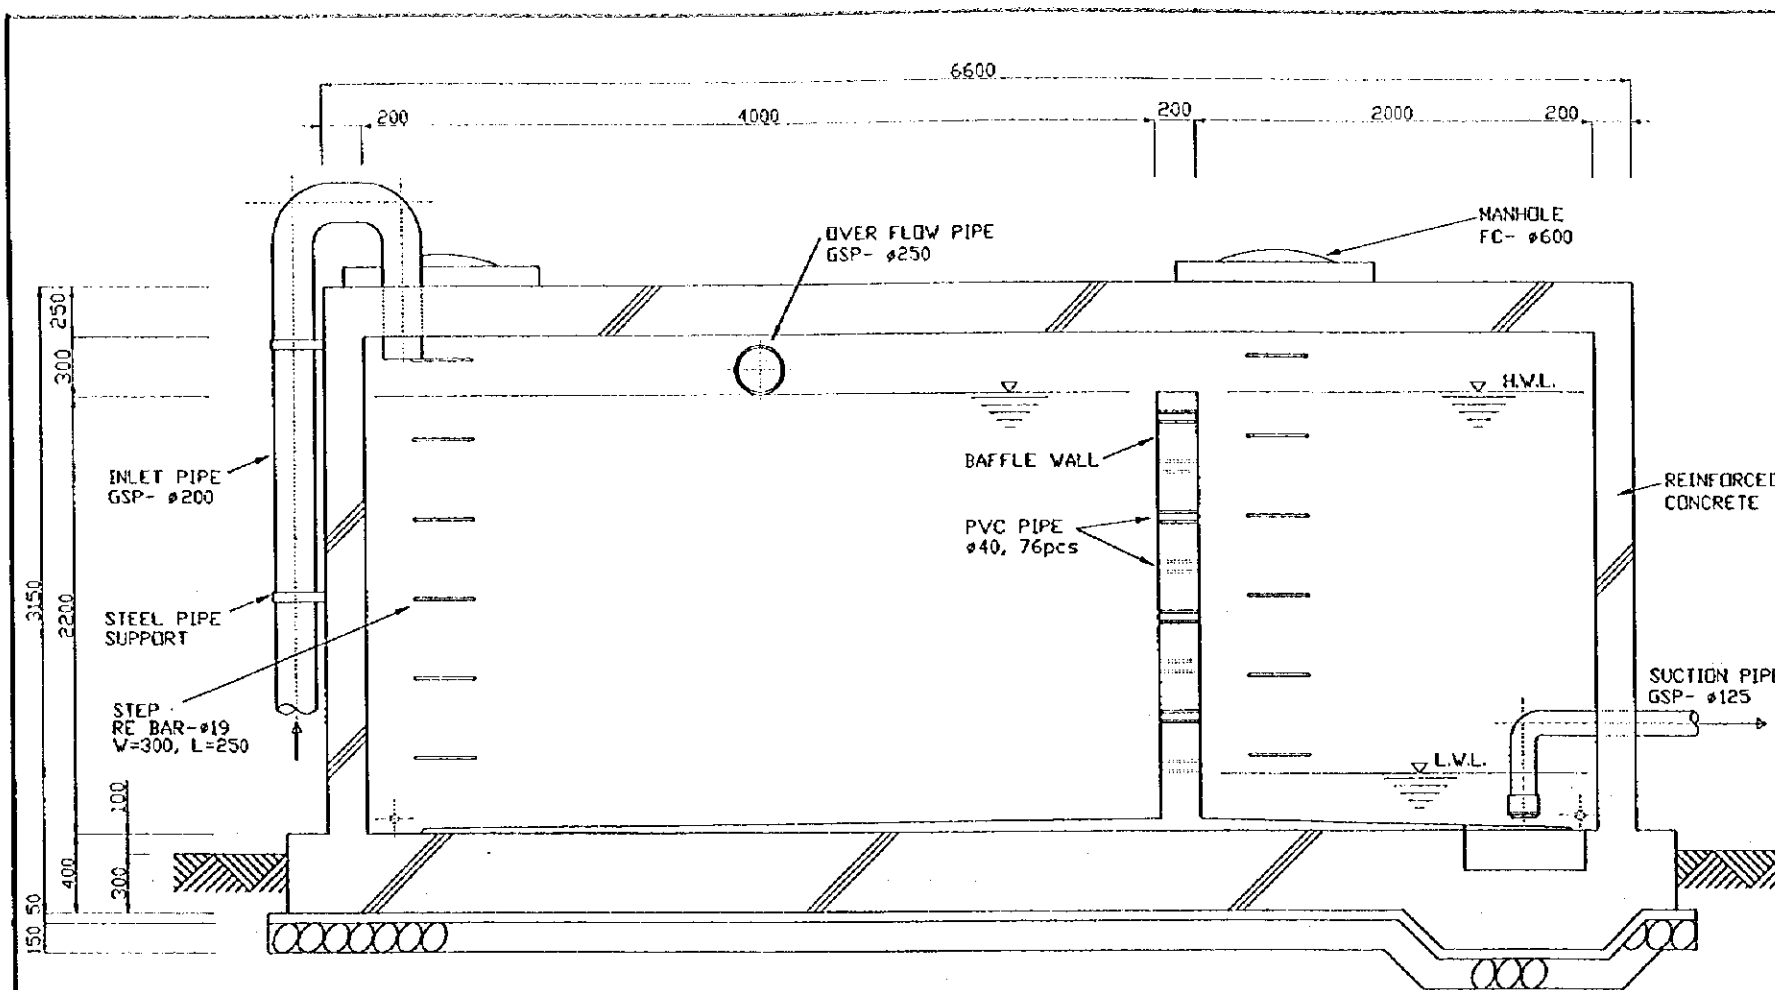 6600
200
4000
200
2000
200
OVER FLOW PIPE
GSP- ø250
MANHOLE
FC- ø600
250
300
H.W.L.
INLET PIPE
GSP- ø200
BAFFLE WALL
REINFORCED
CONCRETE
PVC PIPE
ø40, 76pcs
3150
2200
STEEL PIPE
SUPPORT
SUCTION PIPE
GSP- ø125
STEP
RE BAR-ø19
W=300, L=250
L.W.L.
100
400
300
50
150